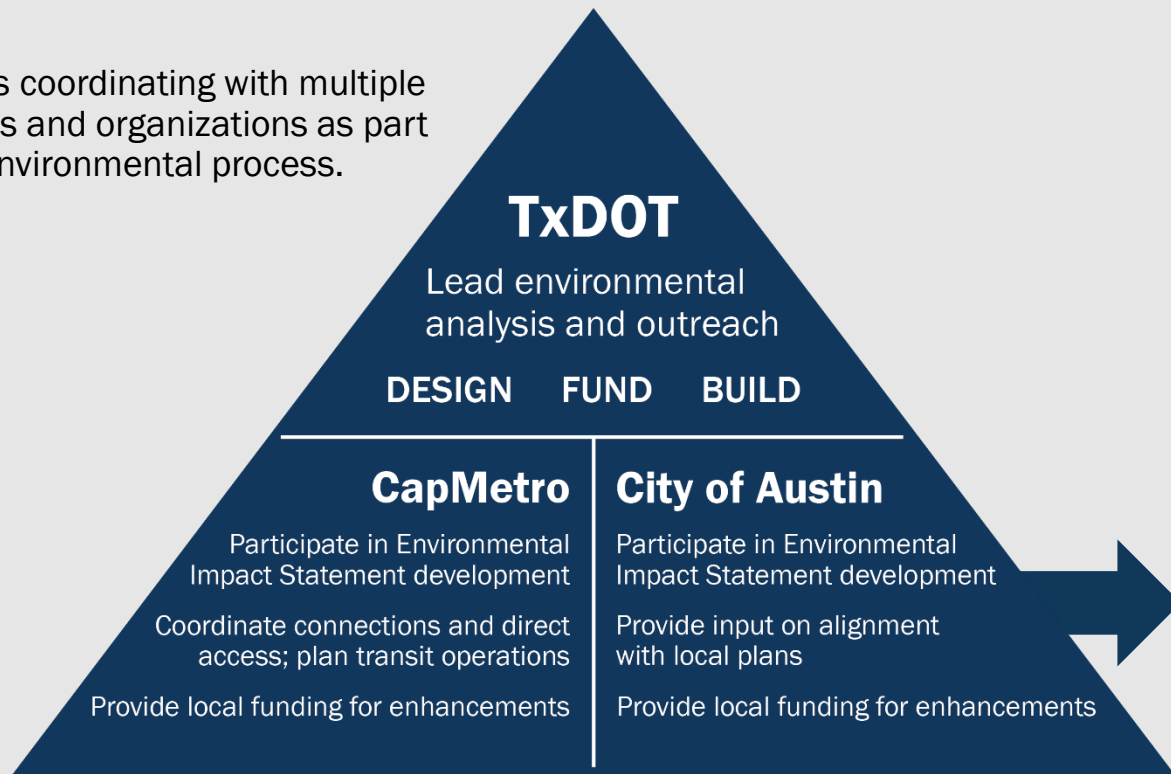 s coordinating with multiple
s and organizations as part
nvironmental process.
TxDOT
Lead environmental
analysis and outreach
DESIGN FUND BUILD
CapMetro
Participate in Environmental
Impact Statement development
Coordinate connections and direct
access; plan transit operations
Provide local funding for enhancements
City of Austin
Participate in Environmental
Impact Statement development
Provide input on alignment
with local plans
Provide local funding for enhancements